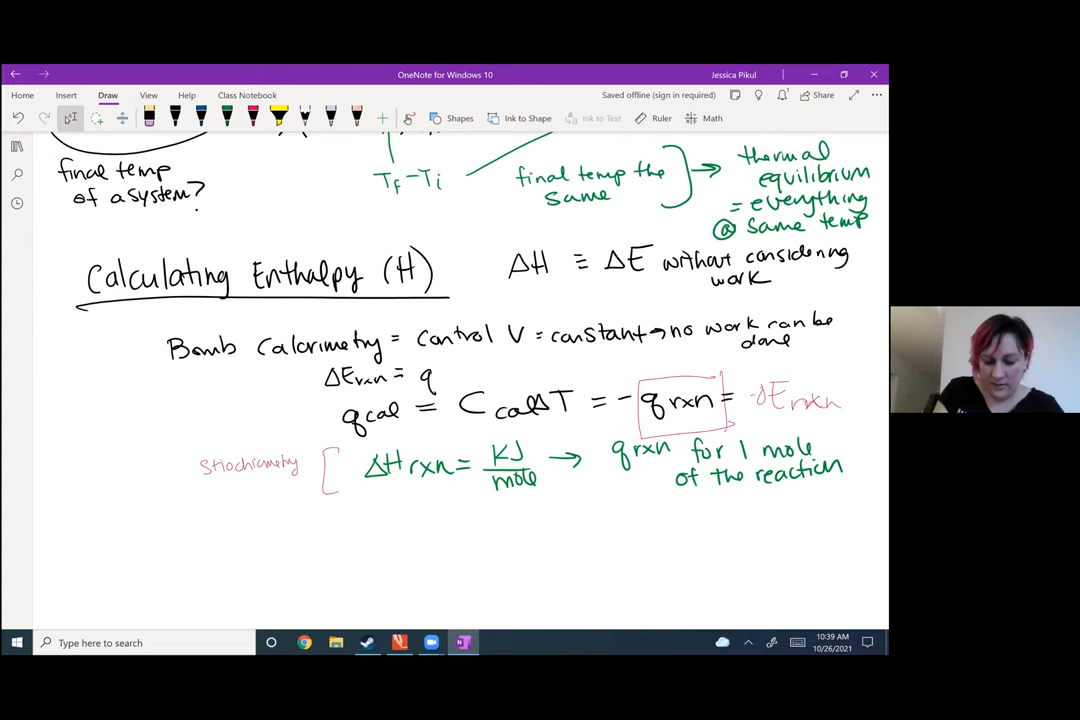 OneNote for Windows 10
Jessica Pikul
Home Insert Draw View Help Class Notebook
Saved offline (sign in required)
Share
Shapes
Ink to Shape
Ink to Text
Ruler
Math
final temp
of a system?
TF-Ti
final temp the
same
thermal
equilibrium
= everything
@ same temp
Calculating Enthalpy (H)
ΔH ≡ ΔE without considering
work
Bomb Calorimetry = control V = constant → no work can be
done
ΔErxn = q
qcal = CcalΔT = - qrxn = -ΔErxn
Stiochiometry [ ΔHrxn = KJ/mole → qrxn for 1 mole
of the reaction
Type here to search
10:39 AM
10/26/2021